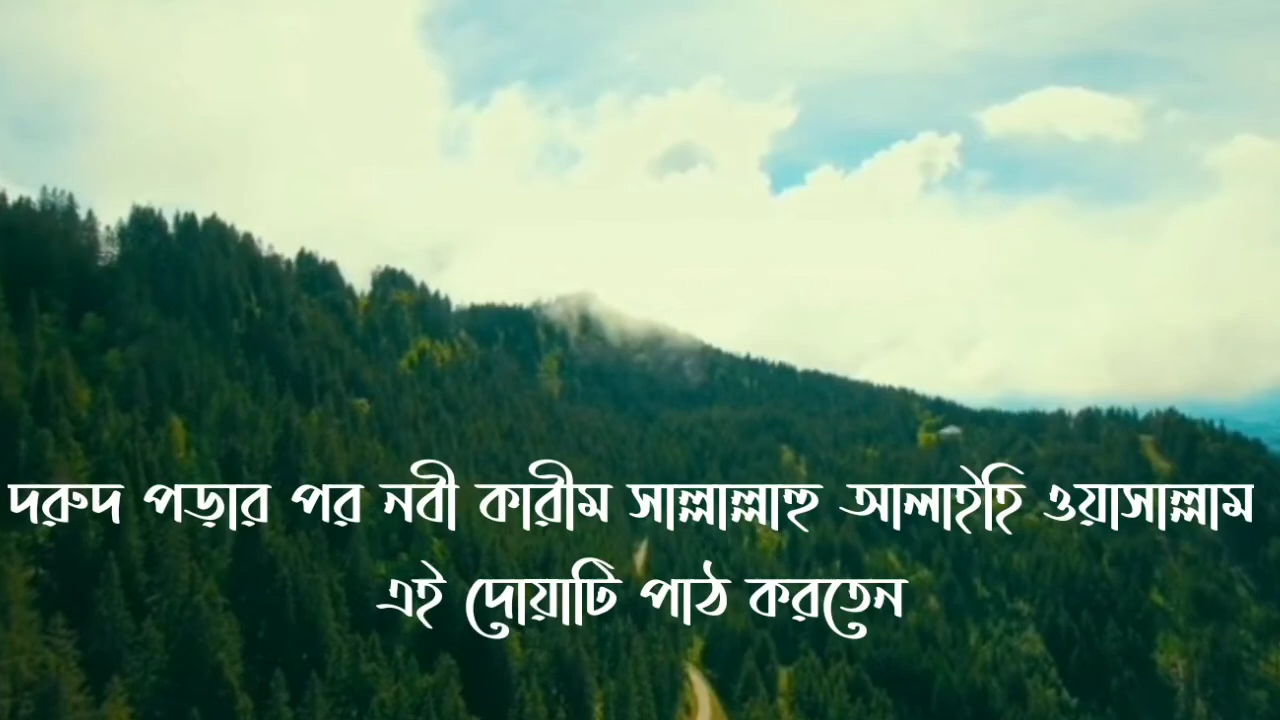 দরুদ পড়ার পর নবী কারীম সাল্লাল্লাহু আলাইহি ওয়াসাল্লাম
এই দোয়াটি পাঠ করতেন